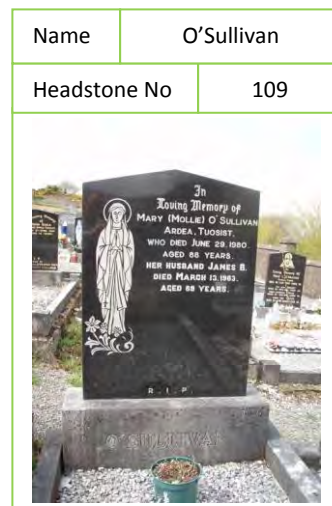 Name O'Sullivan
Headstone No 109
In
Loving Memory of
MARY (MOLLIE) O'SULLIVAN
ARDEA, TUOSIST,
WHO DIED JUNE 29, 1980.
AGED 88 YEARS.
HER HUSBAND JAMES B.
DIED MARCH 13, 1983.
AGED 89 YEARS.
R. I. P.
O'SULLIVAN